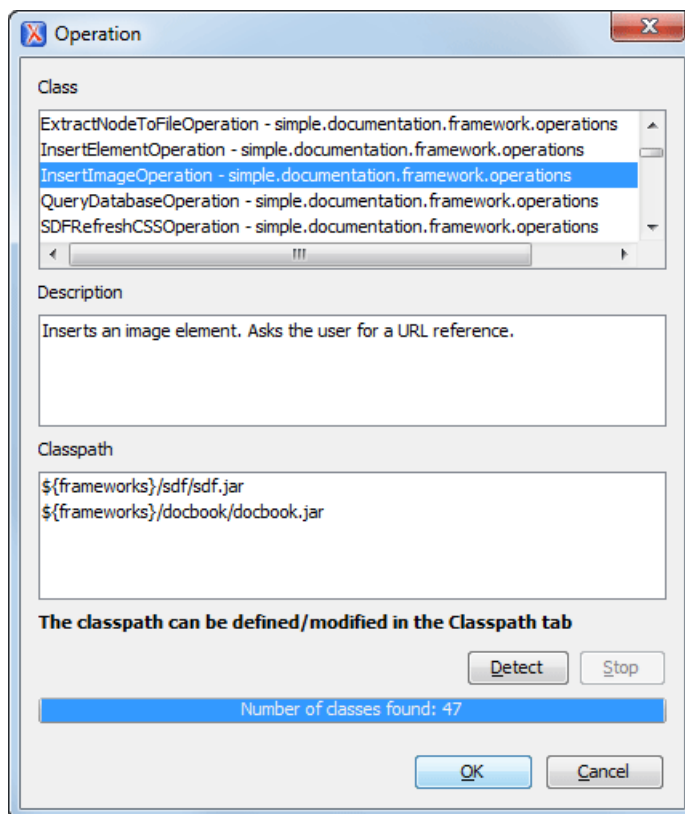 Operation
Class
ExtractNodeToFileOperation - simple.documentation.framework.operations
InsertElementOperation - simple.documentation.framework.operations
InsertImageOperation - simple.documentation.framework.operations
QueryDatabaseOperation - simple.documentation.framework.operations
SDFRefreshCSSOperation - simple.documentation.framework.operations
Description
Inserts an image element. Asks the user for a URL reference.
Classpath
${frameworks}/sdf/sdf.jar
${frameworks}/docbook/docbook.jar
The classpath can be defined/modified in the Classpath tab
Detect Stop
Number of classes found: 47
OK Cancel